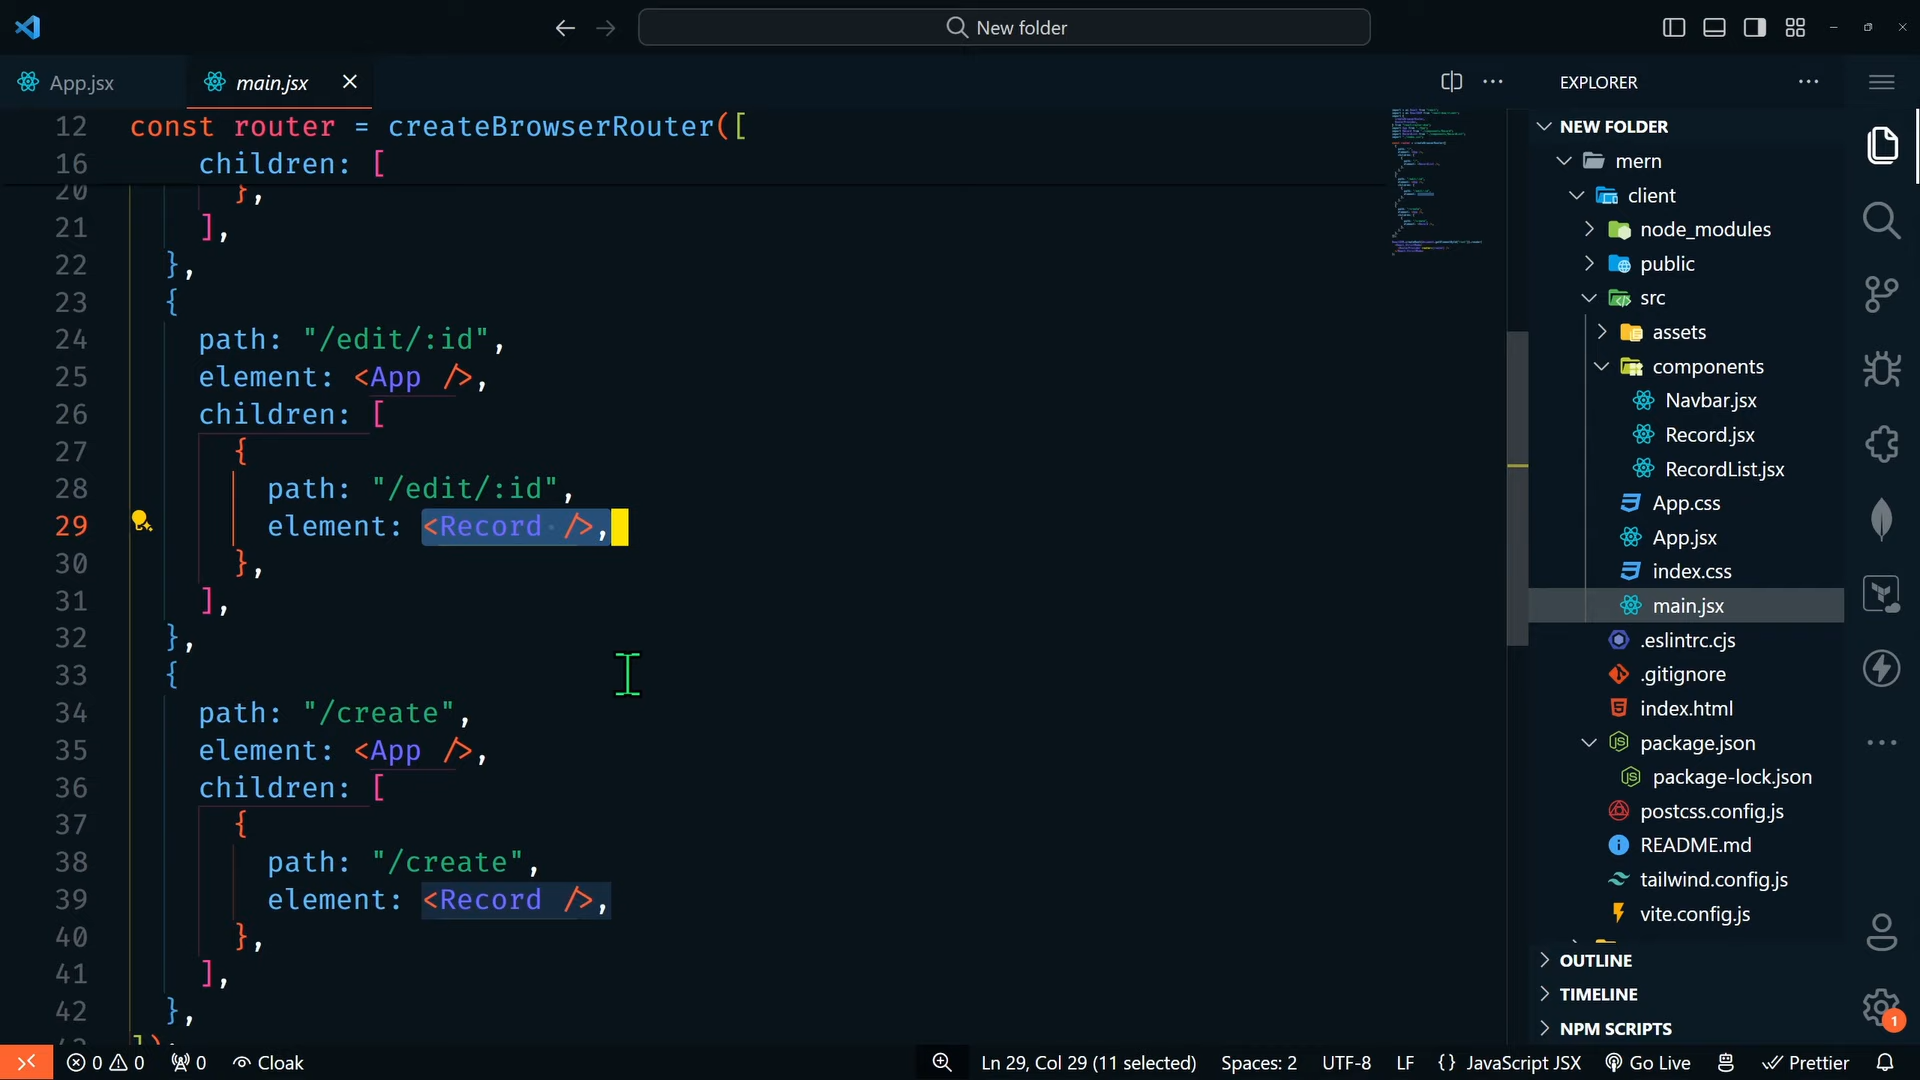 New folder
App.jsx
main.jsx
EXPLORER
12 const router = createBrowserRouter([
16 children: [
20 },
21 ],
22 },
23 {
24 path: "/edit/:id",
25 element: <App />,
26 children: [
27 {
28 path: "/edit/:id",
29 element: <Record />,
30 },
31 ],
32 },
33 {
34 path: "/create",
35 element: <App />,
36 children: [
37 {
38 path: "/create",
39 element: <Record />,
40 },
41 ],
42 },
NEW FOLDER
mern
client
node_modules
public
src
assets
components
Navbar.jsx
Record.jsx
RecordList.jsx
App.css
App.jsx
index.css
main.jsx
.eslintrc.cjs
.gitignore
index.html
package.json
package-lock.json
postcss.config.js
README.md
tailwind.config.js
vite.config.js
OUTLINE
TIMELINE
NPM SCRIPTS
1
0 0 0 Cloak Ln 29, Col 29 (11 selected) Spaces: 2 UTF-8 LF {} JavaScript JSX Go Live Prettier